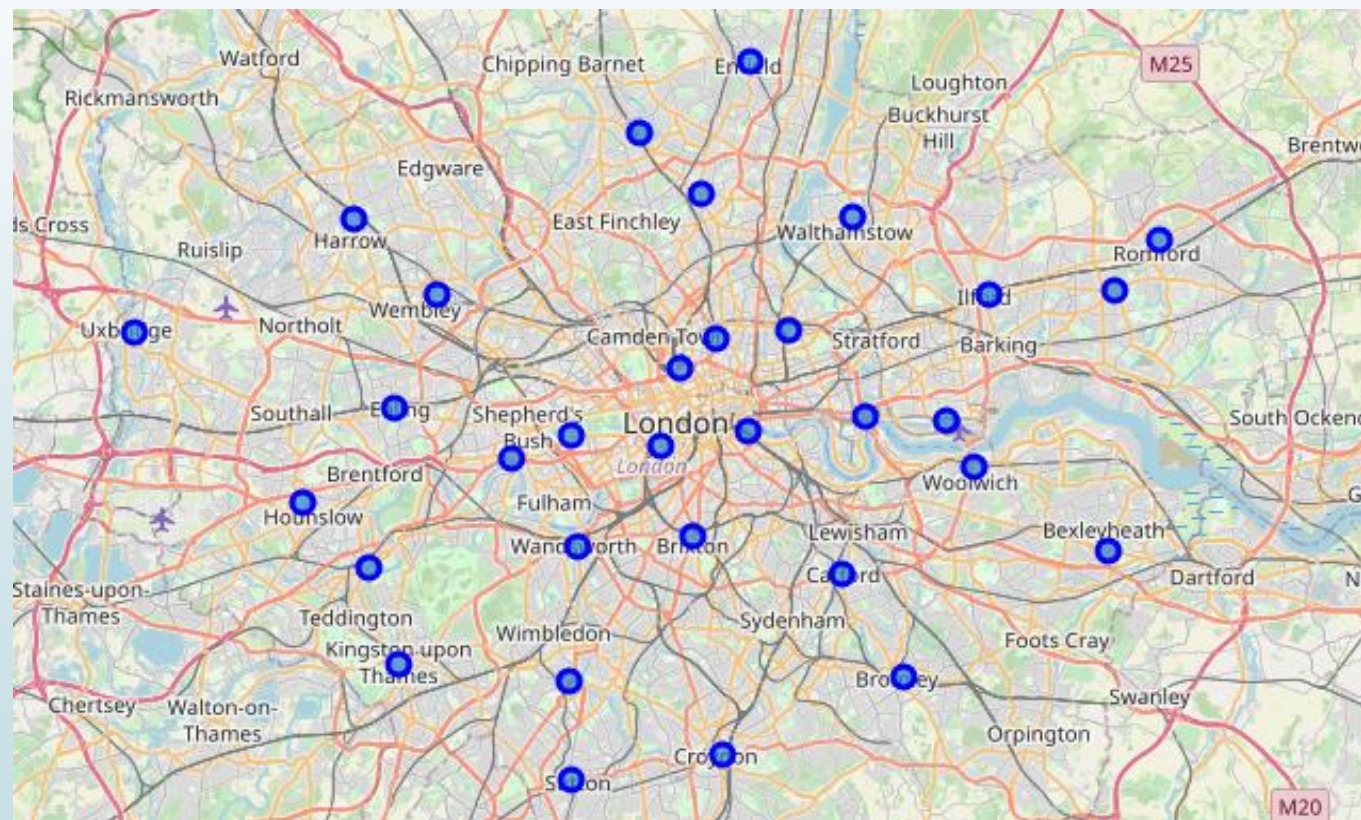 Watford
Chipping Barnet
Enfield
M25
Loughton
Rickmansworth
Buckhurst
Hill
Brentw
Edgware
ds Cross
East Finchley
Harrow
Walthamstow
Ruislip
Romford
Ilford
Wembley
Uxbridge
Northolt
Camden Tow
Stratford
Barking
Southall
Ealing
Shepherd's
Bush
London
South Ockend
London
Brentford
Woolwich
G
Fulham
Hounslow
Wandsworth
Brixton
Lewisham
Bexleyheath
Catford
Dartford
N
Staines-upon-
Thames
Teddington
Wimbledon
Sydenham
Foots Cray
Kingston upon
Thames
Bromley
Swanley
Chertsey
Walton-on-
Thames
Orpington
Croydon
Sutton
M20